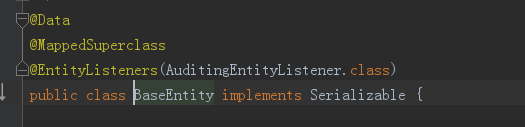 @Data
@MappedSuperclass
@EntityListeners(AuditingEntityListener.class)
public class BaseEntity implements Serializable {